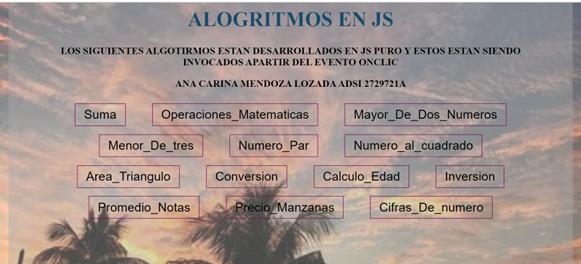 ALOGRITMOS EN JS
LOS SIGUIENTES ALGOTIRMOS ESTAN DESARROLLADOS EN JS PURO Y ESTOS ESTAN SIENDO
INVOCADOS APARTIR DEL EVENTO ONCLIC
ANA CARINA MENDOZA LOZADA ADSI 2729721A
Suma Operaciones_Matematicas Mayor_De_Dos_Numeros
Menor_De_tres Numero_Par Numero_al_cuadrado
Area_Triangulo Conversion Calculo_Edad Inversion
Promedio_Notas Precio_Manzanas Cifras_De_numero